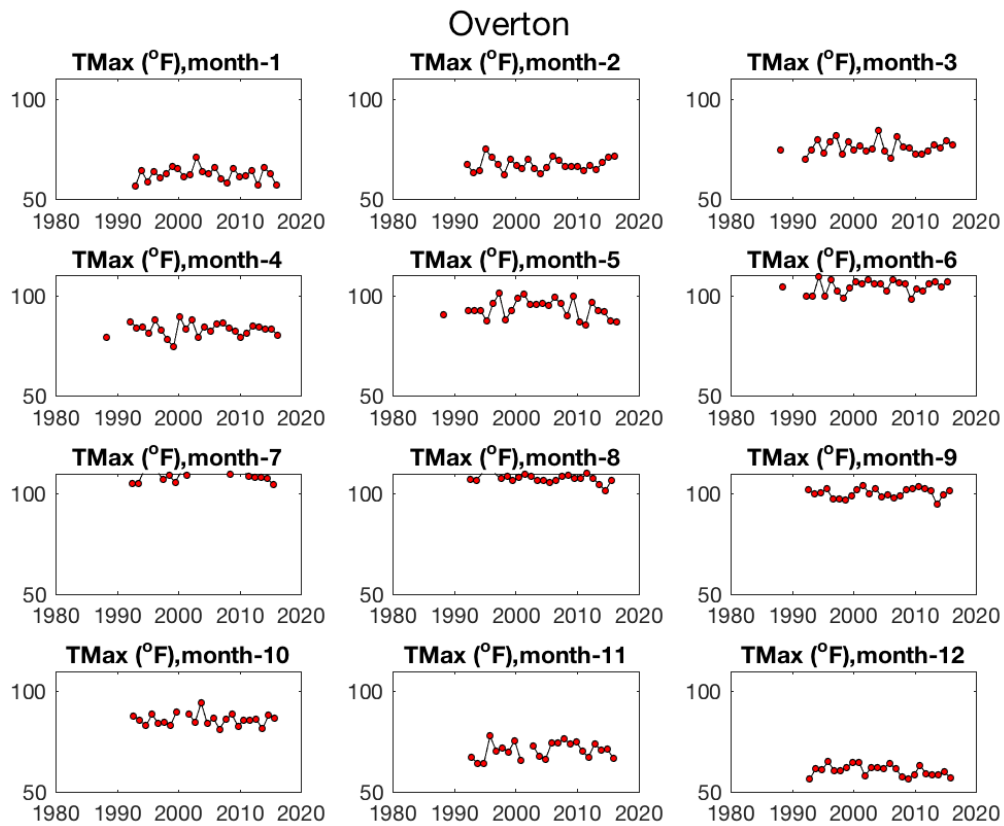 Overton
TMax (°F),month-1
TMax (°F),month-2
TMax (°F),month-3
100
50
1980 1990 2000 2010 2020
100
50
1980 1990 2000 2010 2020
100
50
1980 1990 2000 2010 2020
TMax (°F),month-4
TMax (°F),month-5
TMax (°F),month-6
100
50
1980 1990 2000 2010 2020
100
50
1980 1990 2000 2010 2020
100
50
1980 1990 2000 2010 2020
TMax (°F),month-7
TMax (°F),month-8
TMax (°F),month-9
100
50
1980 1990 2000 2010 2020
100
50
1980 1990 2000 2010 2020
100
50
1980 1990 2000 2010 2020
TMax (°F),month-10
TMax (°F),month-11
TMax (°F),month-12
100
50
1980 1990 2000 2010 2020
100
50
1980 1990 2000 2010 2020
100
50
1980 1990 2000 2010 2020